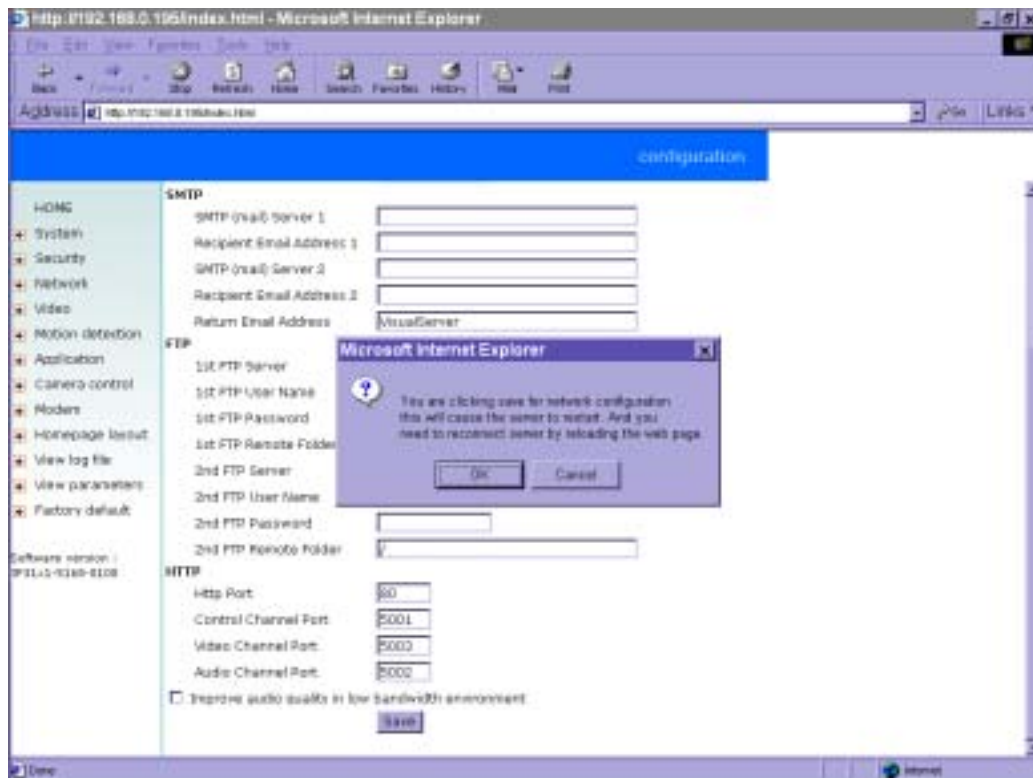 http://192.168.0.195/index.html - Microsoft Internet Explorer
File Edit View Favorites Tools Help
Back Forward Stop Refresh Home Search Favorites History Mail Print
Address http://192.168.0.195/index.html Go Links
configuration
HOME
System
Security
Network
Video
Motion detection
Application
Camera control
Modem
Homepage layout
View log file
View parameters
Factory default
Software version :
SMTP
SMTP (mail) Server 1
Recipient Email Address 1
SMTP (mail) Server 2
Recipient Email Address 2
Return Email Address VisualServer
FTP
1st FTP Server
1st FTP User Name
1st FTP Password
1st FTP Remote Folder
2nd FTP Server
2nd FTP User Name
2nd FTP Password
2nd FTP Remote Folder /
HTTP
Http Port 80
Control Channel Port 5001
Video Channel Port 5003
Audio Channel Port 5002
Improve audio quality in low bandwidth environment
Save
Microsoft Internet Explorer
You are clicking save for network configuration
this will cause the server to restart. And you
need to reconnect server by reloading the web page.
OK Cancel
Done Internet